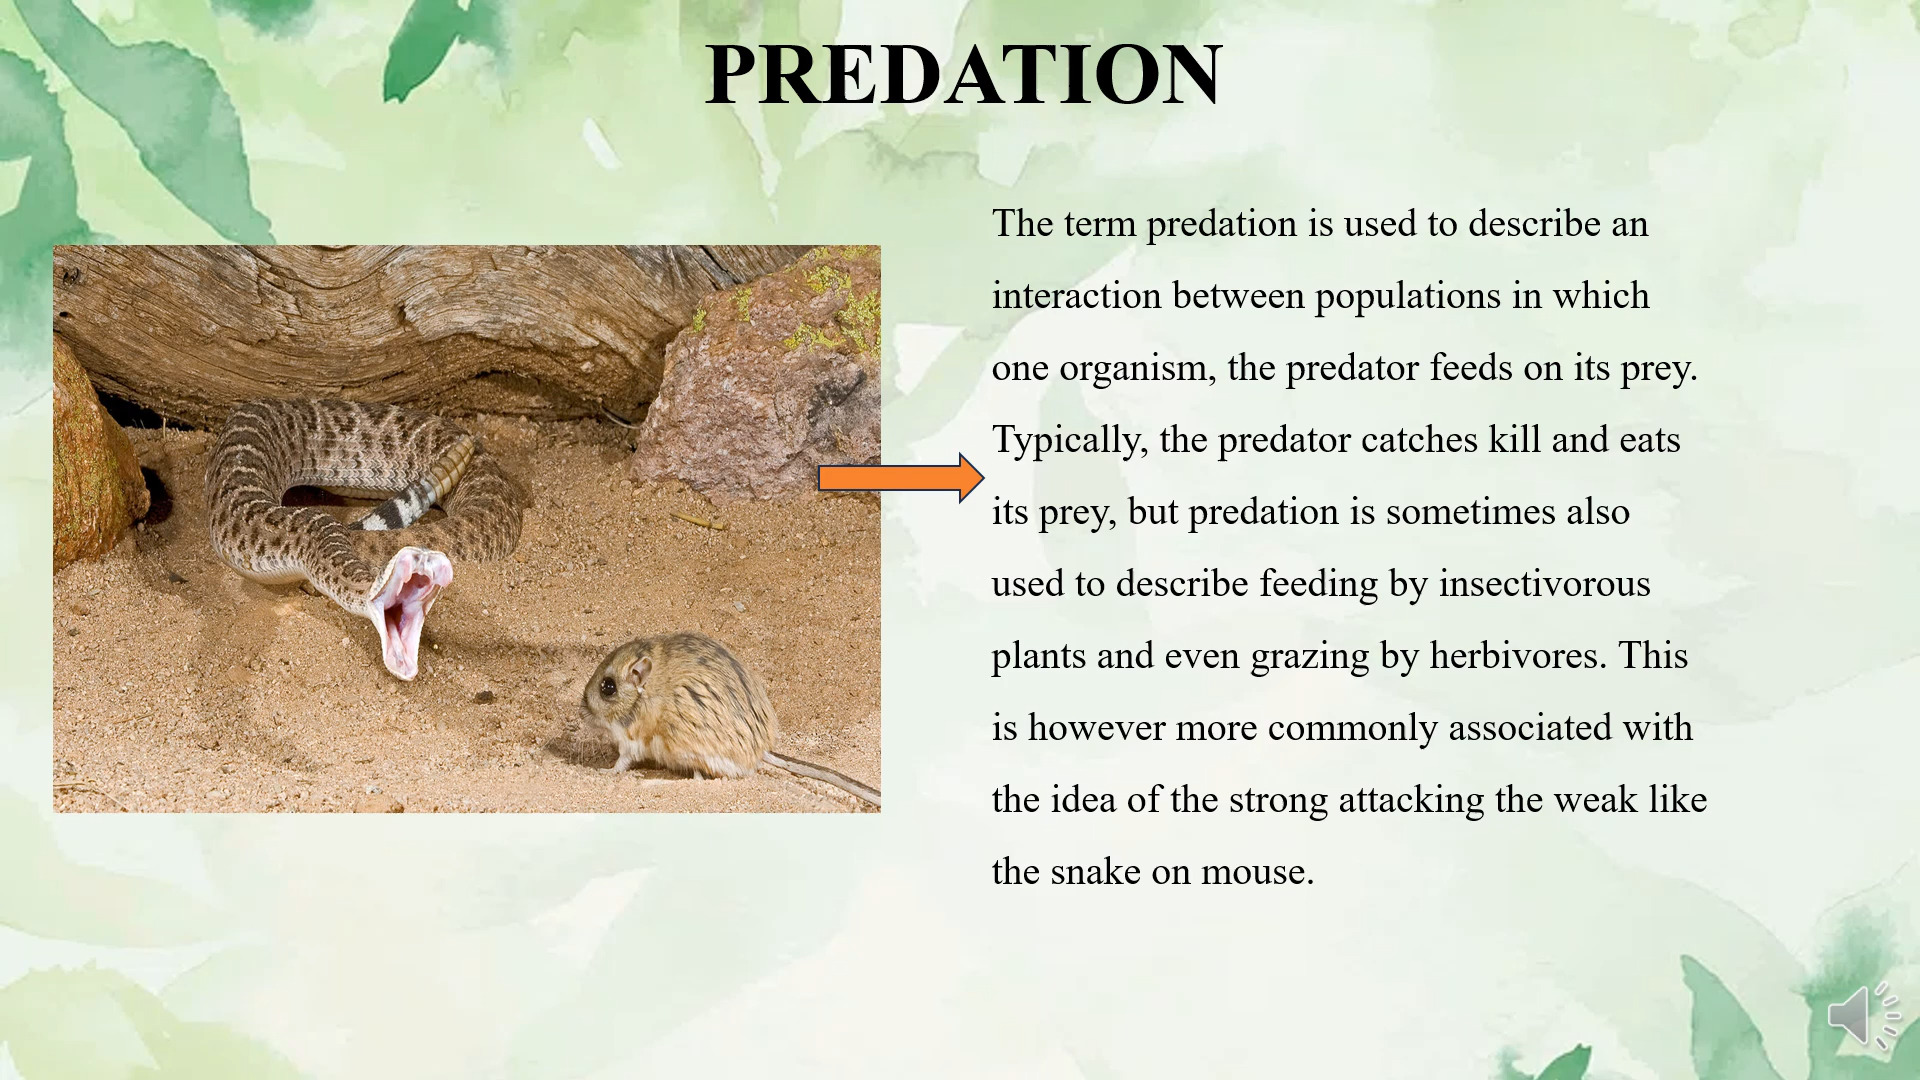 PREDATION
The term predation is used to describe an
interaction between populations in which
one organism, the predator feeds on its prey.
Typically, the predator catches kill and eats
its prey, but predation is sometimes also
used to describe feeding by insectivorous
plants and even grazing by herbivores. This
is however more commonly associated with
the idea of the strong attacking the weak like
the snake on mouse.